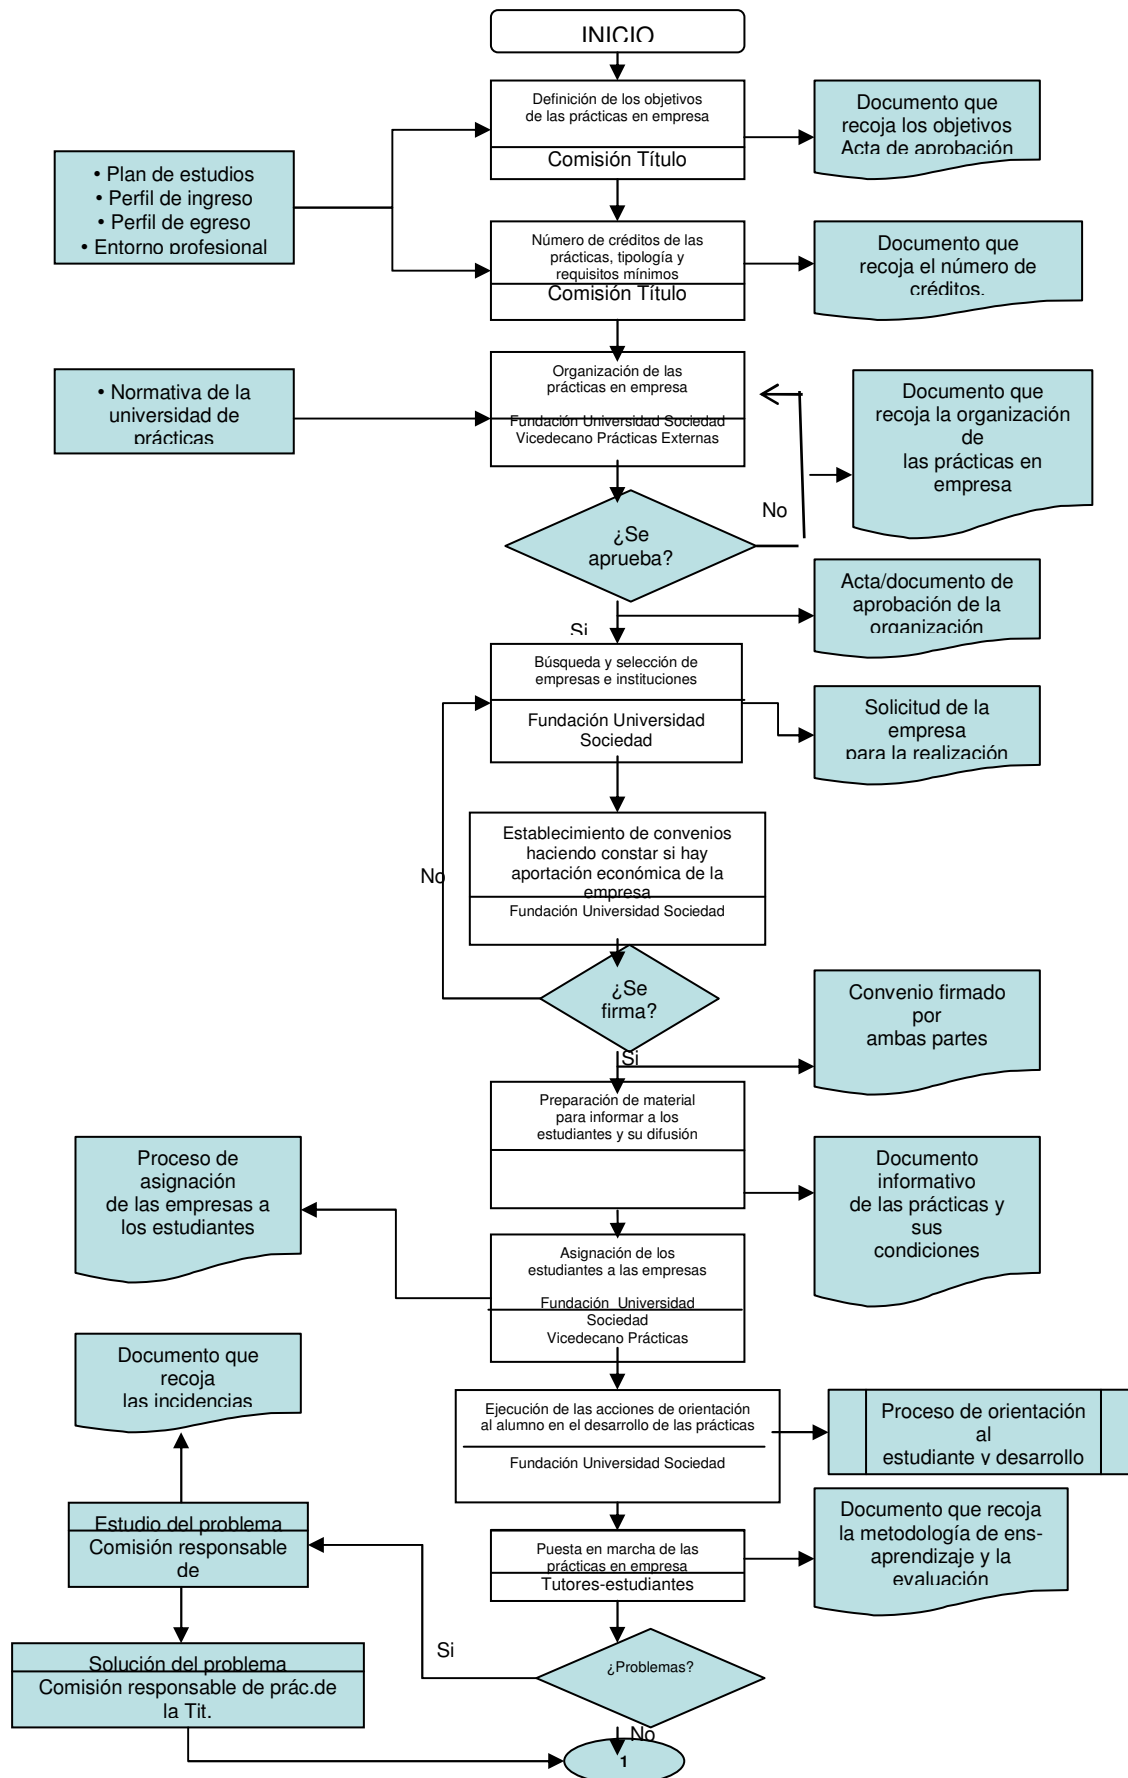 INICIO
Definición de los objetivos
de las prácticas en empresa
Comisión Título
Documento que
recoja los objetivos
Acta de aprobación
• Plan de estudios
• Perfil de ingreso
• Perfil de egreso
• Entorno profesional
Número de créditos de las
prácticas, tipología y
requisitos mínimos
Comisión Título
Documento que
recoja el número de
créditos.
• Normativa de la
universidad de
prácticas
Organización de las
prácticas en empresa
Fundación Universidad Sociedad
Vicedecano Prácticas Externas
Documento que
recoja la organización
de
las prácticas en
empresa
No
¿Se
aprueba?
Si
Acta/documento de
aprobación de la
organización
Búsqueda y selección de
empresas e instituciones
Fundación Universidad
Sociedad
Solicitud de la
empresa
para la realización
Establecimiento de convenios
haciendo constar si hay
aportación económica de la
empresa
Fundación Universidad Sociedad
No
¿Se
firma?
Si
Convenio firmado
por
ambas partes
Preparación de material
para informar a los
estudiantes y su difusión
Proceso de
asignación
de las empresas a
los estudiantes
Documento
informativo
de las prácticas y
sus
condiciones
Asignación de los
estudiantes a las empresas
Fundación Universidad
Sociedad
Vicedecano Prácticas
Documento que
recoja
las incidencias
Ejecución de las acciones de orientación
al alumno en el desarrollo de las prácticas
Fundación Universidad Sociedad
Proceso de orientación
al
estudiante y desarrollo
Estudio del problema
Comisión responsable
de
Puesta en marcha de las
prácticas en empresa
Tutores-estudiantes
Documento que recoja
la metodología de ens-
aprendizaje y la
evaluación
Si
¿Problemas?
Solución del problema
Comisión responsable de prác.de
la Tit.
No
1